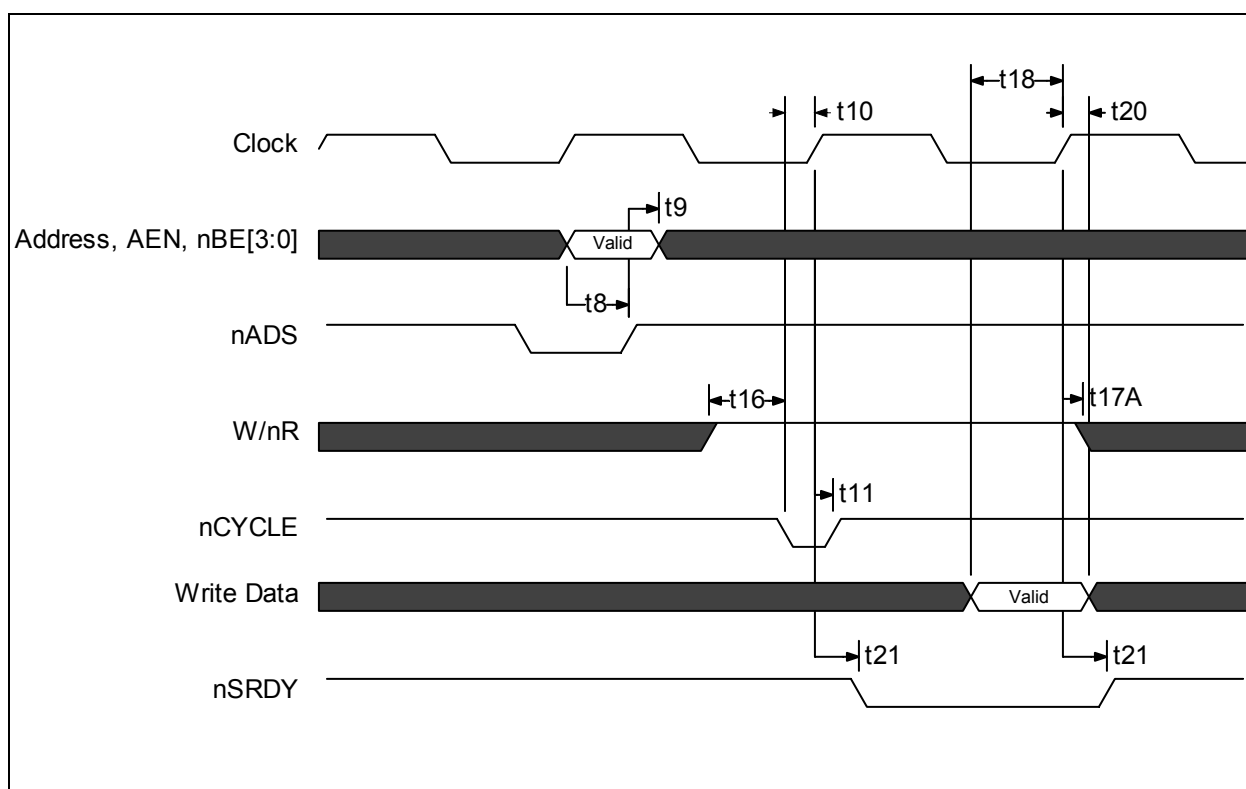 t18
t10
t20
Clock
t9
Address, AEN, nBE[3:0]
Valid
t8
nADS
t16
t17A
W/nR
t11
nCYCLE
Write Data
Valid
t21
t21
nSRDY